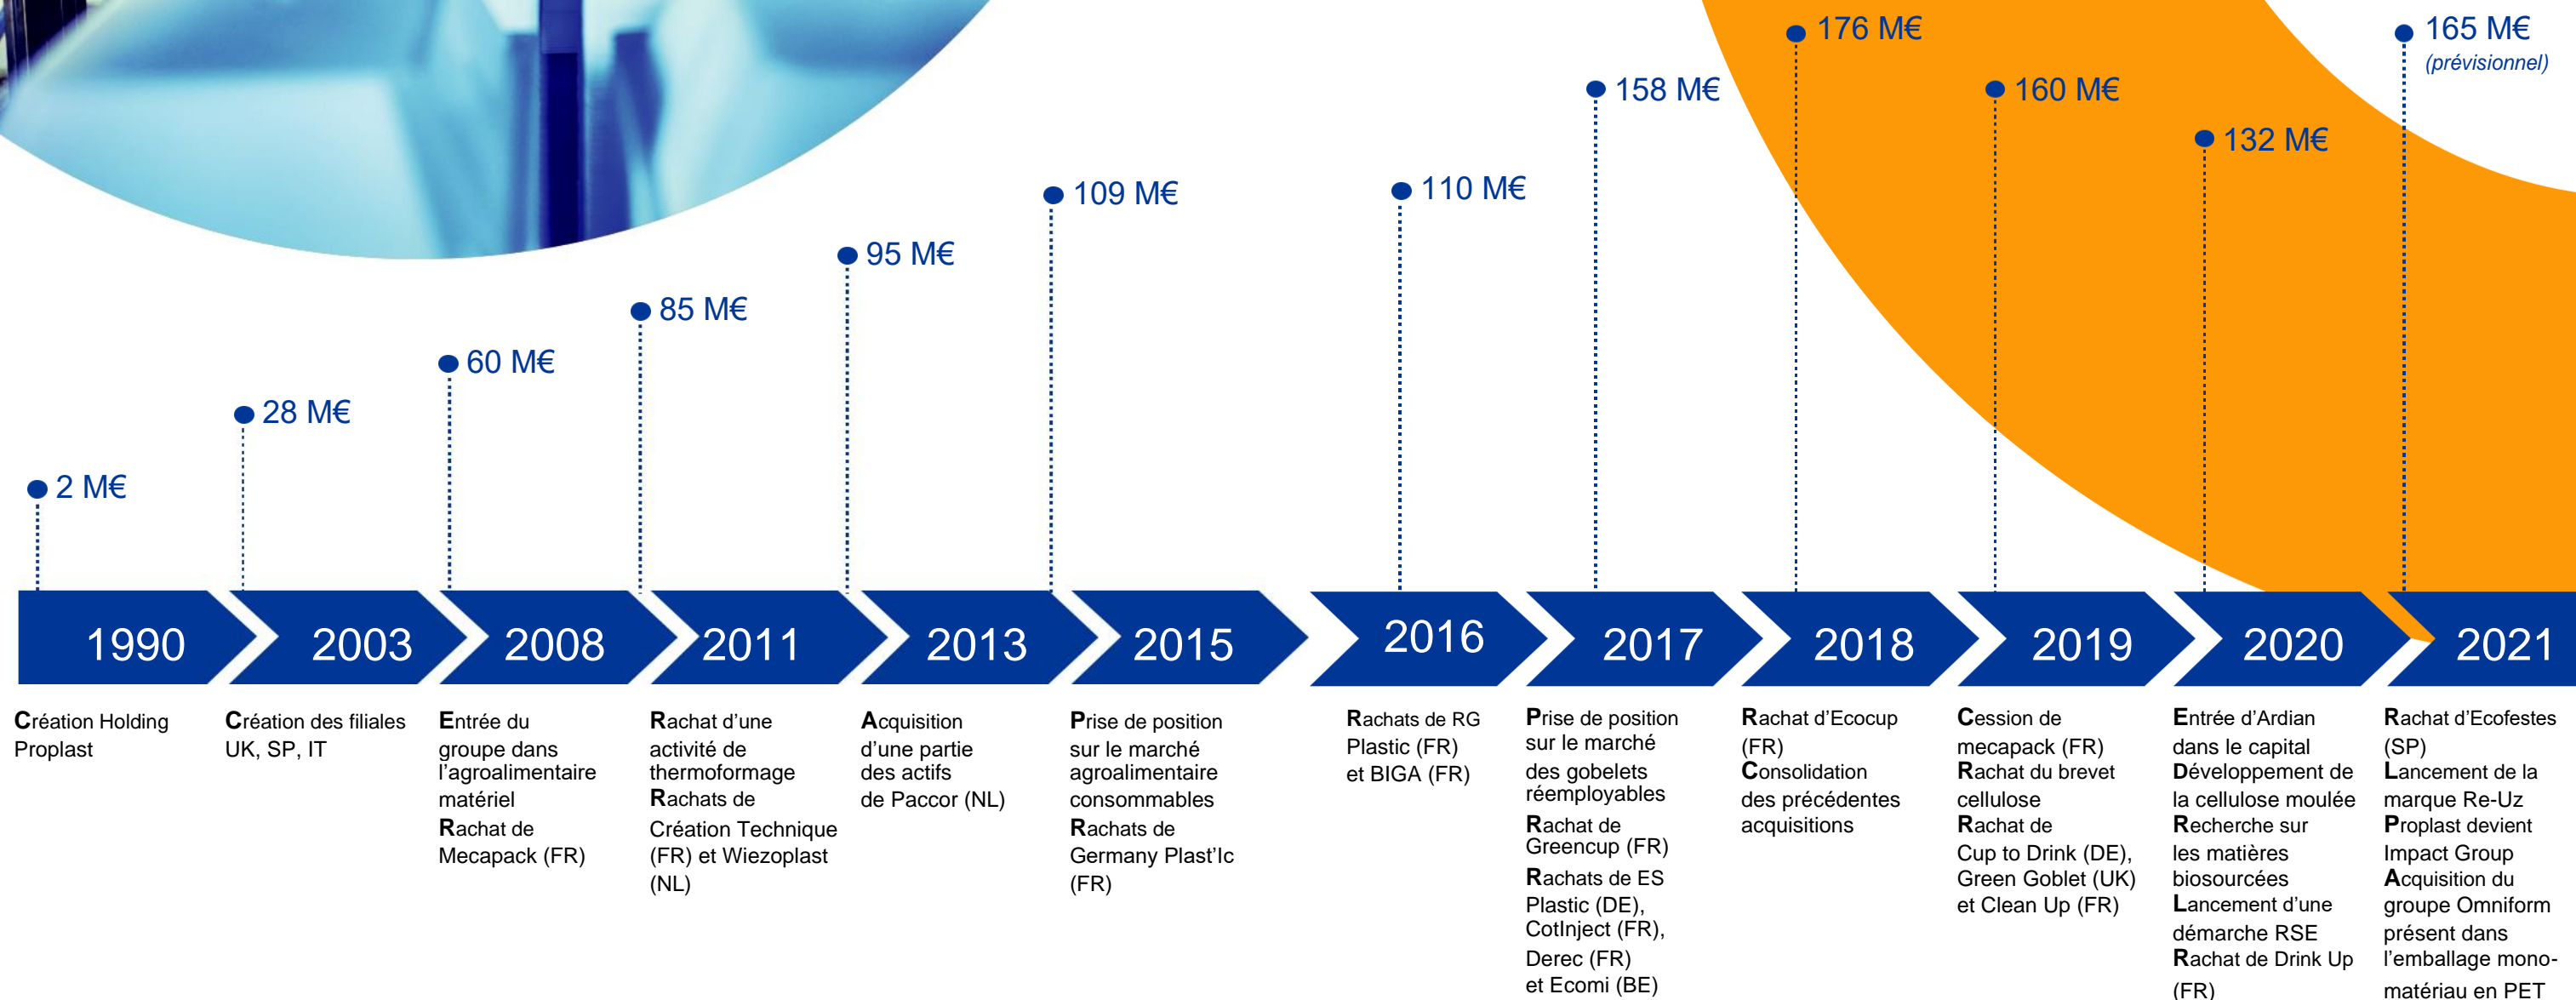 176 M€
165 M€
(prévisionnel)
158 M€
160 M€
132 M€
109 M€
110 M€
95 M€
85 M€
60 M€
28 M€
2 M€
1990
2003
2008
2011
2013
2015
2016
2017
2018
2019
2020
2021
Création Holding
Proplast
Création des filiales
UK, SP, IT
Entrée du
groupe dans
l’agroalimentaire
matériel
Rachat de
Mecapack (FR)
Rachat d’une
activité de
thermoformage
Rachats de
Création Technique
(FR) et Wiezoplast
(NL)
Acquisition
d’une partie
des actifs
de Paccor (NL)
Prise de position
sur le marché
agroalimentaire
consommables
Rachats de
Germany Plast’Ic
(FR)
Rachats de RG
Plastic (FR)
et BIGA (FR)
Prise de position
sur le marché
des gobelets
réemployables
Rachat de
Greencup (FR)
Rachats de ES
Plastic (DE),
CotInject (FR),
Derec (FR)
et Ecomi (BE)
Rachat d’Ecocup
(FR)
Consolidation
des précédentes
acquisitions
Cession de
mecapack (FR)
Rachat du brevet
cellulose
Rachat de
Cup to Drink (DE),
Green Goblet (UK)
et Clean Up (FR)
Entrée d’Ardian
dans le capital
Développement de
la cellulose moulée
Recherche sur
les matières
biosourcées
Lancement d’une
démarche RSE
Rachat de Drink Up
(FR)
Rachat d’Ecofestes
(SP)
Lancement de la
marque Re-Uz
Proplast devient
Impact Group
Acquisition du
groupe Omniform
présent dans
l’emballage mono-
matériau en PET